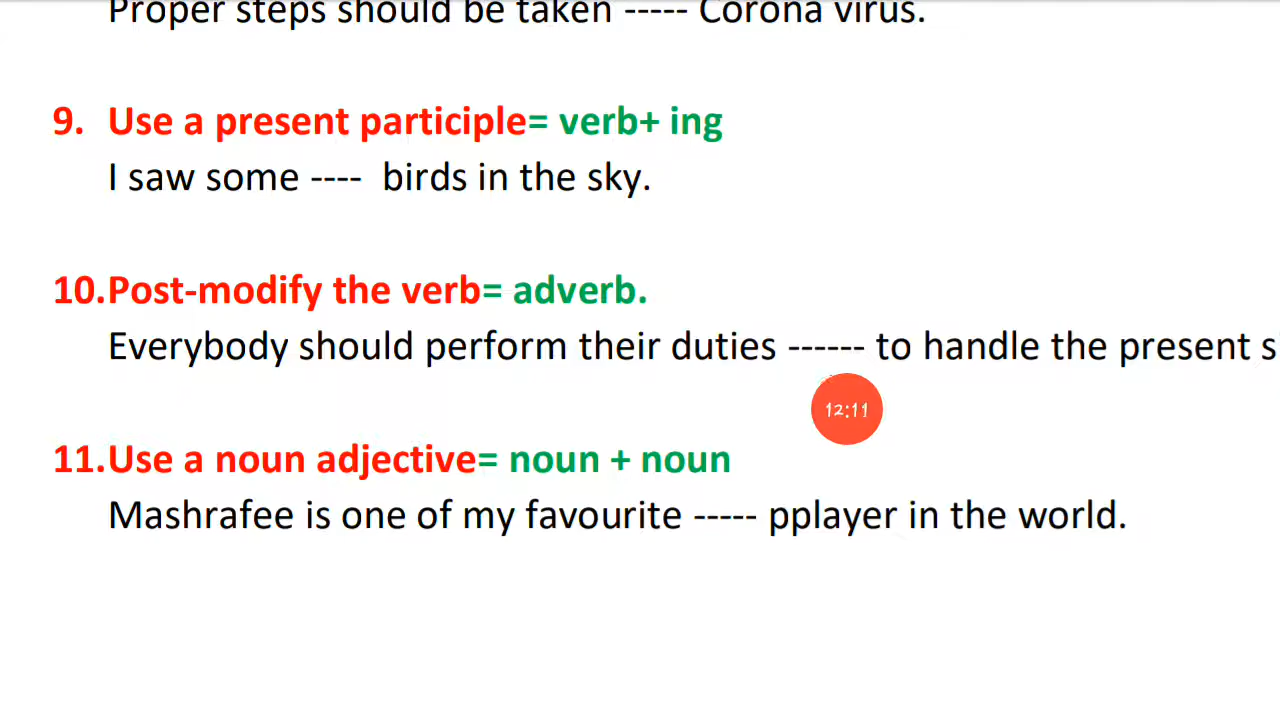 Proper steps should be taken ----- Corona virus.
9. Use a present participle= verb+ ing
I saw some ---- birds in the sky.
10.Post-modify the verb= adverb.
Everybody should perform their duties ------ to handle the present s
12:11
11.Use a noun adjective= noun + noun
Mashrafee is one of my favourite ----- pplayer in the world.